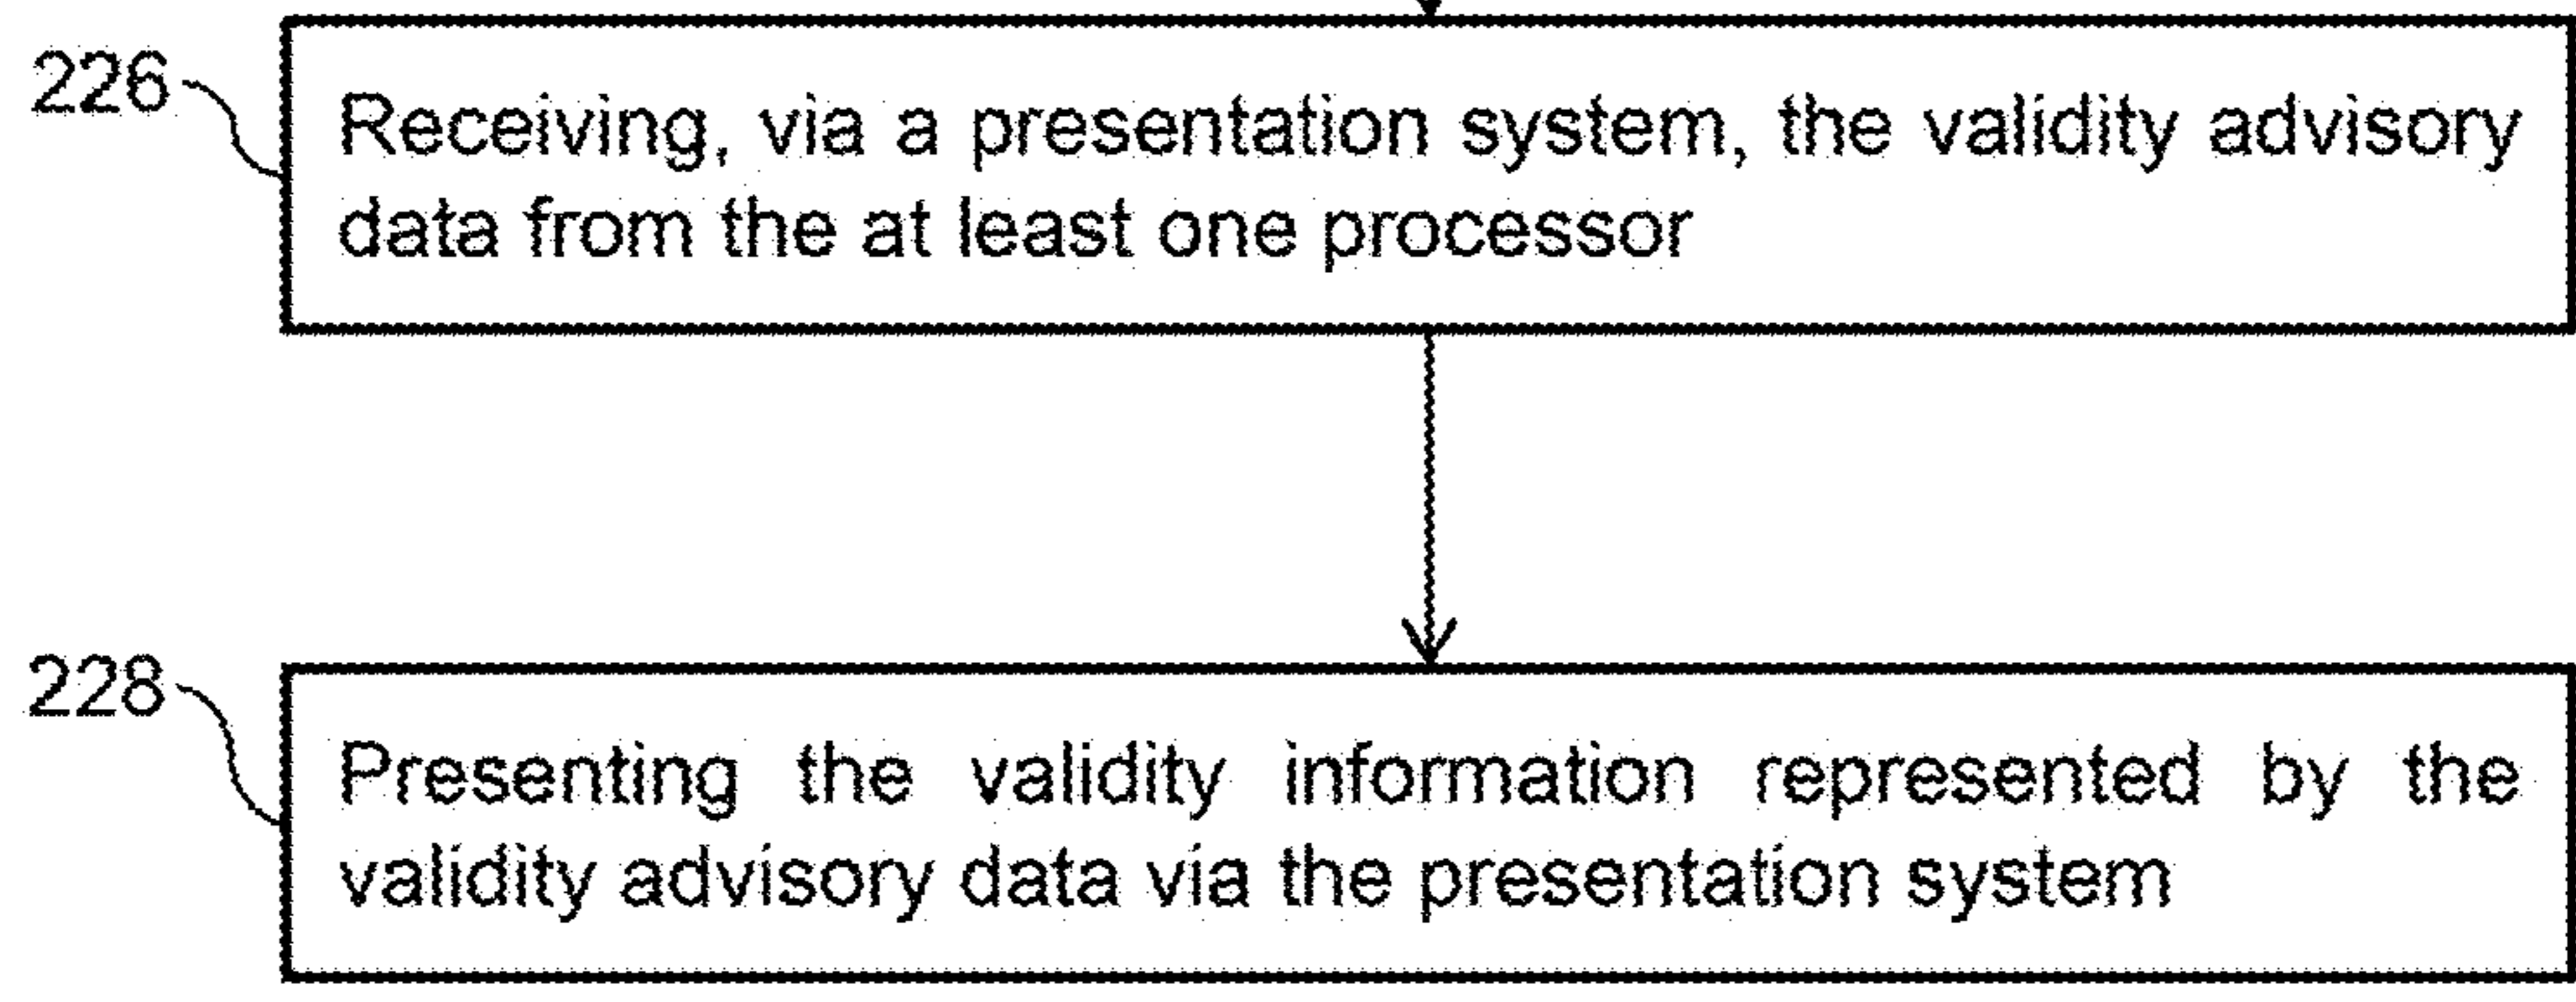 226
Receiving, via a presentation system, the validity advisory
data from the at least one processor
228
Presenting the validity information represented by the
validity advisory data via the presentation system